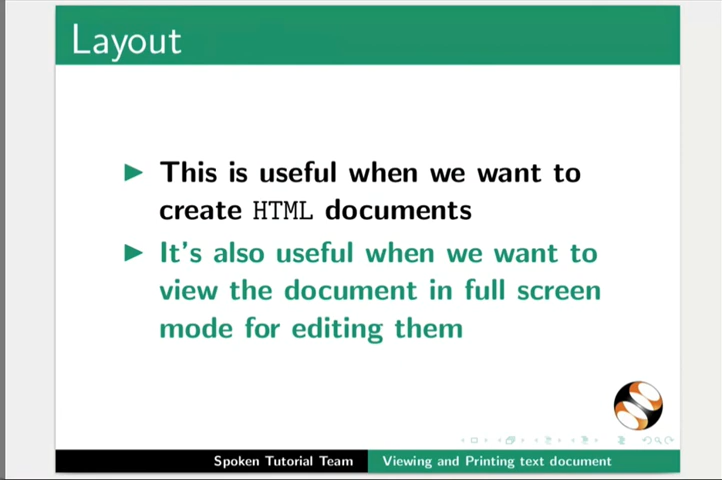 Layout
This is useful when we want to
create HTML documents
It's also useful when we want to
view the document in full screen
mode for editing them
Spoken Tutorial Team
Viewing and Printing text document